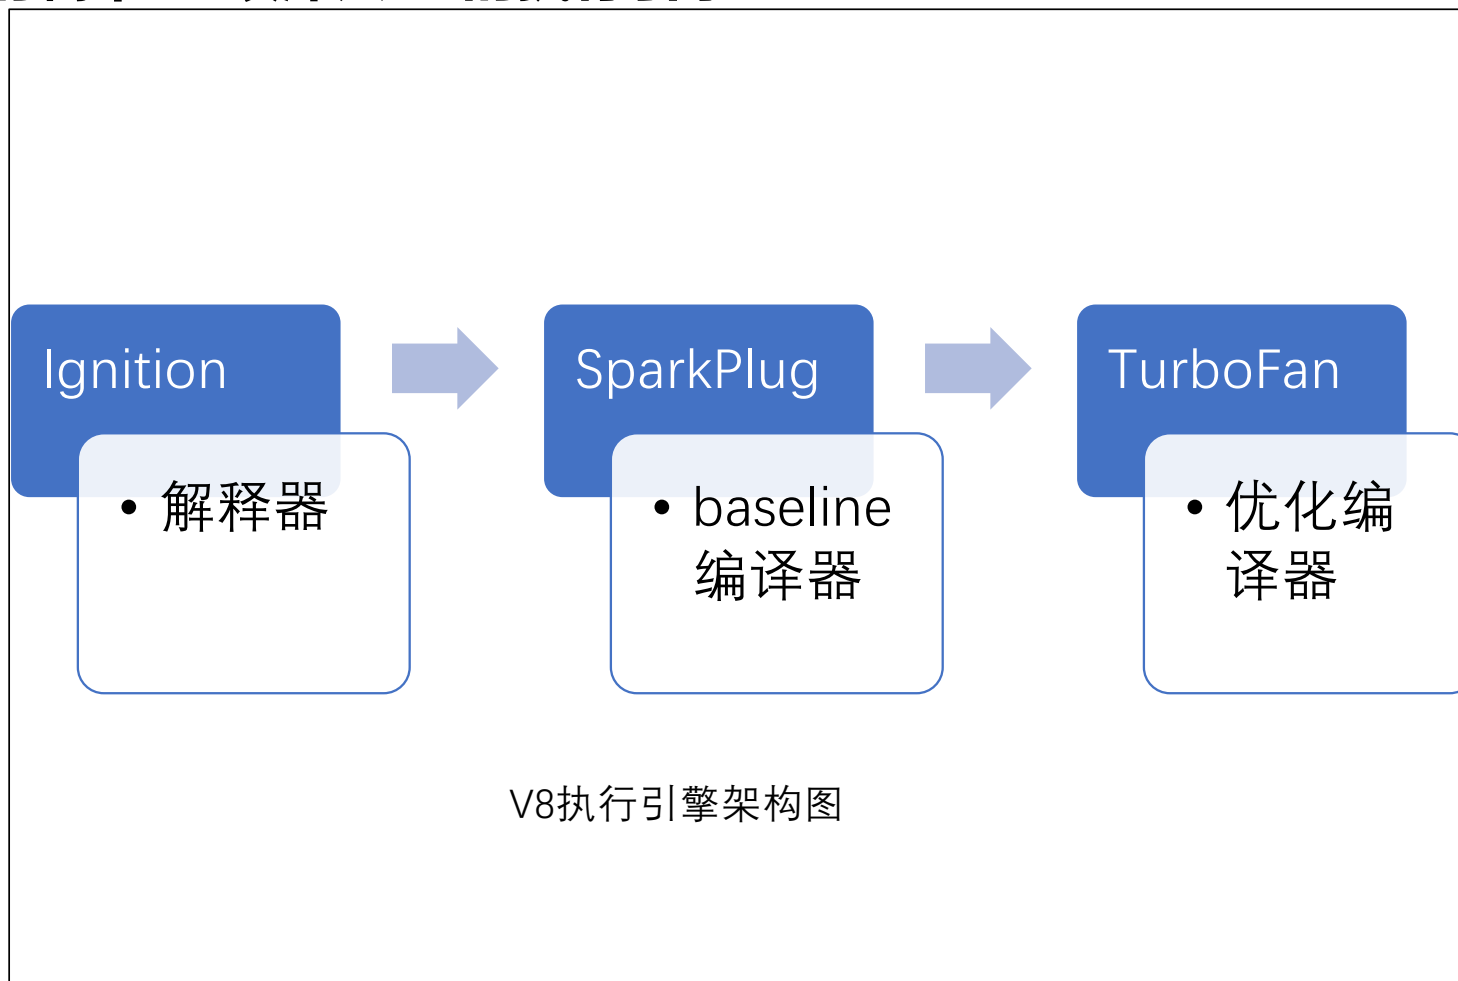 Ignition
SparkPlug
TurboFan
• 解释器
• baseline
编译器
• 优化编
译器
V8执行引擎架构图